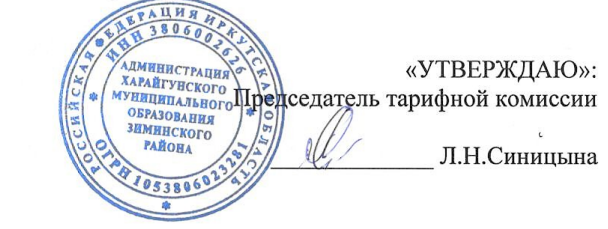 РОССИЙСКАЯ ФЕДЕРАЦИЯ ИРКУТСКАЯ ОБЛАСТЬ
ИНН 3806002626
АДМИНИСТРАЦИЯ
ХАРАЙГУНСКОГО
МУНИЦИПАЛЬНОГО
ОБРАЗОВАНИЯ
ЗИМИНСКОГО
РАЙОНА
ОГРН 1053806023281
«УТВЕРЖДАЮ»:
Председатель тарифной комиссии
Л.Н.Синицына